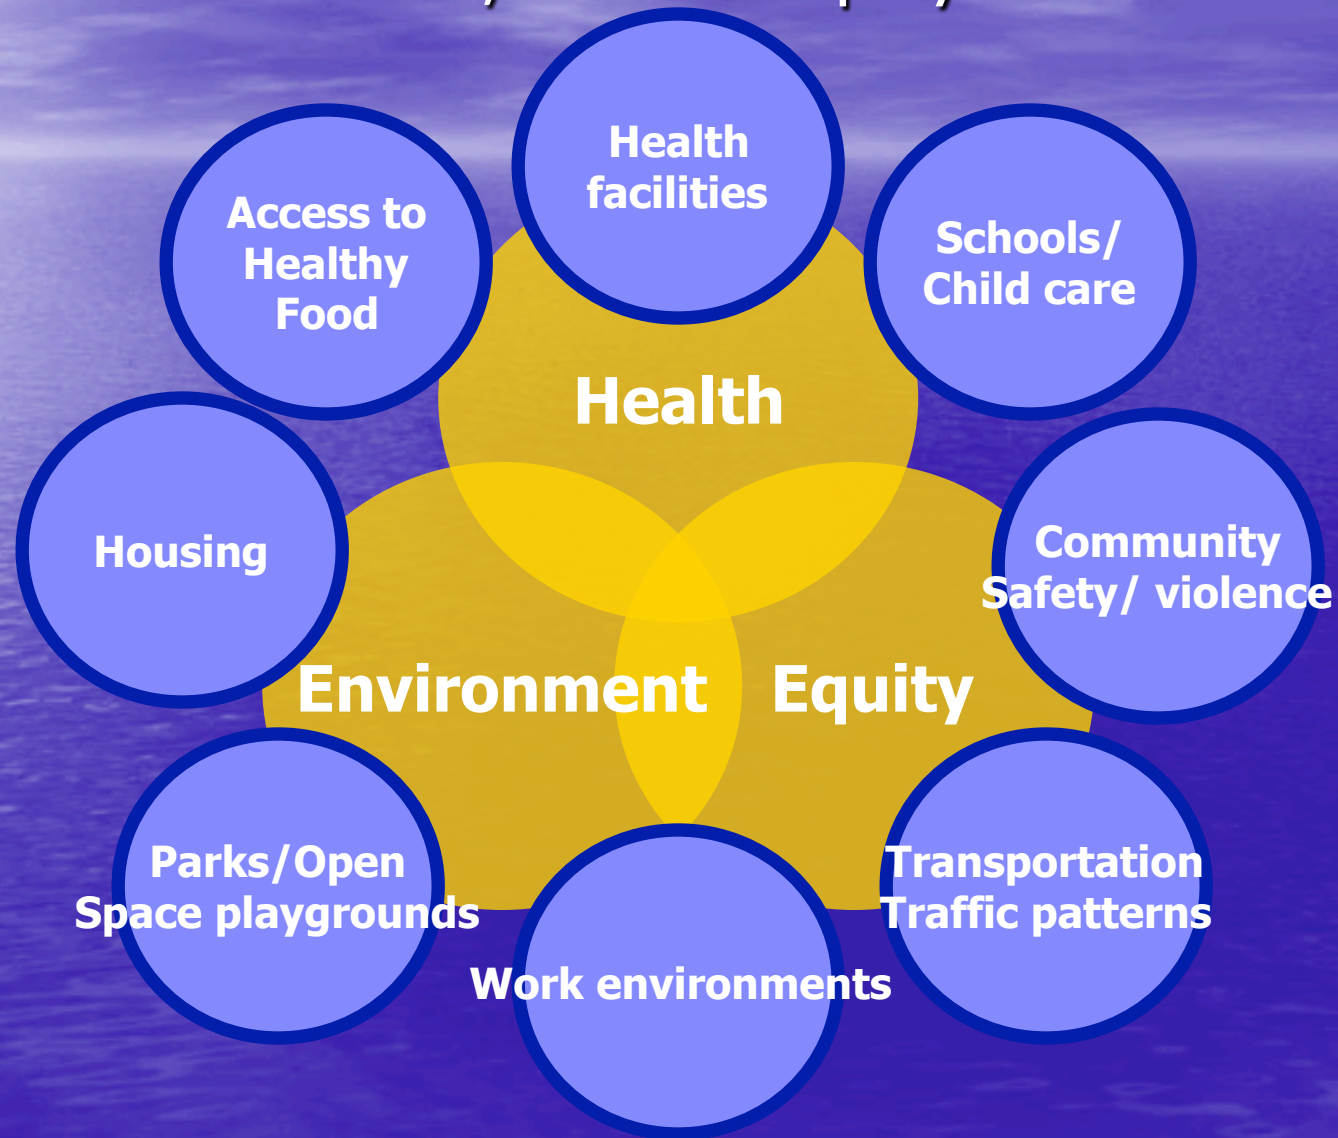 Health
facilities
Access to
Healthy
Food
Schools/
Child care
Health
Housing
Community
Safety/ violence
Environment
Equity
Parks/Open
Space playgrounds
Transportation
Traffic patterns
Work environments